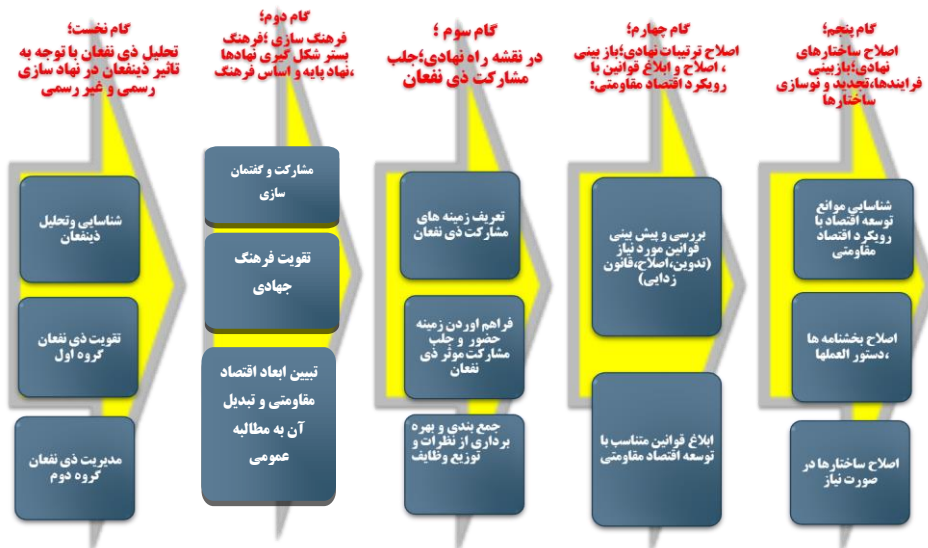 گام نخست؛
تحلیل ذی نفعان با توجه به
تاثیر ذینفعان در نهاد سازی
رسمی و غیر رسمی
شناسایی وتحلیل
ذینفعان
تقویت ذی نفعان
گروه اول
مدیریت ذی نفعان
گروه دوم
گام دوم؛
فرهنگ سازی ؛فرهنگ
بستر شکل گیری نهادها
،نهاد پایه و اساس فرهنگ
مشارکت و گفتمان
سازی
تقویت فرهنگ
جهادی
تبیین ابعاد اقتصاد
مقاومتی و تبدیل
آن به مطالبه
عمومی
گام سوم ؛
در نقشه راه نهادی؛جلب
مشارکت ذی نفعان
تعریف زمینه های
مشارکت ذی نفعان
فراهم اوردن زمینه
حضور و جلب
مشارکت موثر ذی
نفعان
جمع بندی و بهره
برداری از نظرات و
توزیع وظایف
گام چهارم؛
اصلاح ترتیبات نهادی؛باز بینی
، اصلاح و ابلاغ قوانین با
رویکرد اقتصاد مقاومتی:
بررسی و پیش بینی
قوانین مورد نیاز
(تدوین،اصلاح،قانون
زدایی)
ابلاغ قوانین متناسب با
توسعه اقتصاد مقاومتی
گام پنجم؛
اصلاح ساختارهای
نهادی؛بازبینی
فرایندها،تجدید و نوسازی
ساختارها
شناسایی موانع
توسعه اقتصاد با
رویکرد اقتصاد
مقاومتی
اصلاح بخشنامه ها
،دستور العملها
اصلاح ساختارها در
صورت نیاز